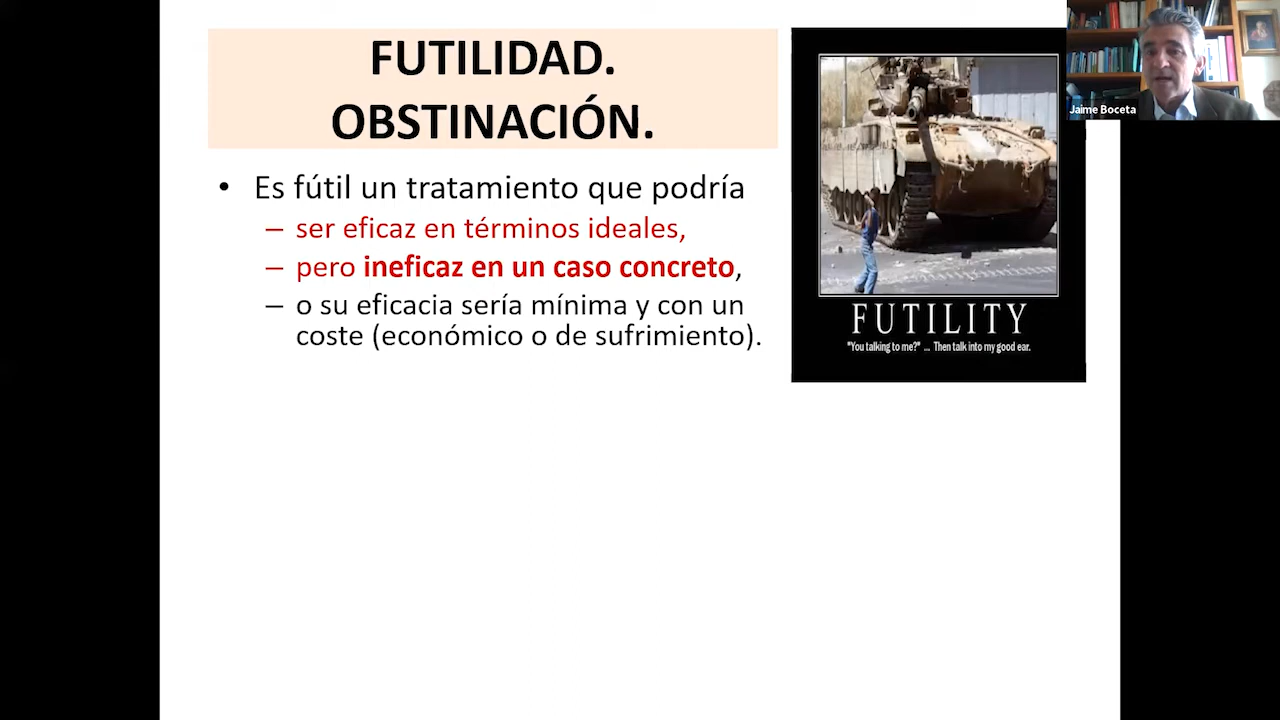 FUTILIDAD.
OBSTINACIÓN.
• Es fútil un tratamiento que podría
– ser eficaz en términos ideales,
– pero ineficaz en un caso concreto,
– o su eficacia sería mínima y con un
coste (económico o de sufrimiento).
FUTILITY
"You talking to me?" ... Then talk into my good ear.
Jaime Boceta